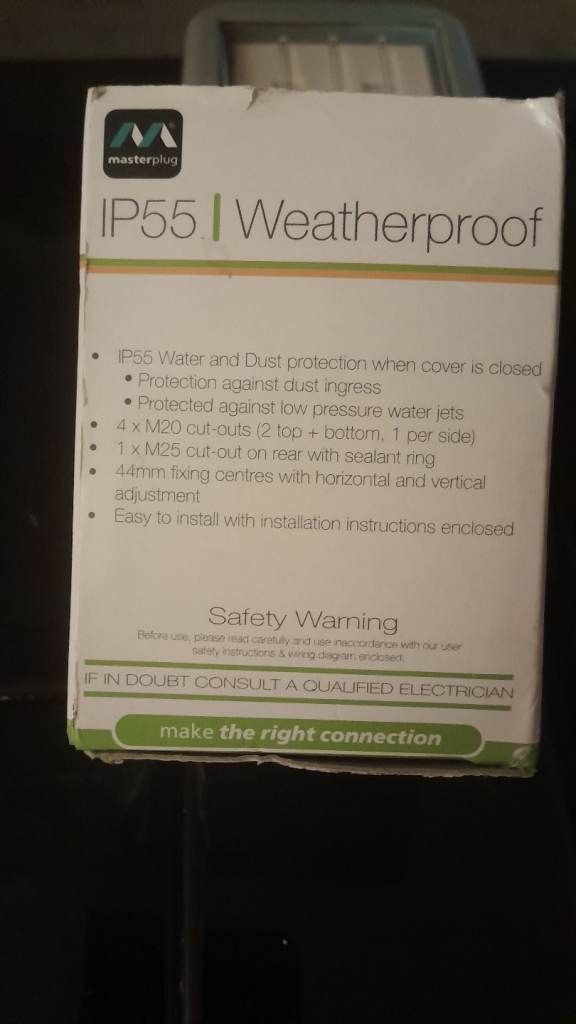 masterplug
IP55 | Weatherproof
• IP55 Water and Dust protection when cover is closed
• Protection against dust ingress
• Protected against low pressure water jets
• 4 x M20 cut-outs (2 top + bottom, 1 per side)
• 1 x M25 cut-out on rear with sealant ring
• 44mm fixing centres with horizontal and vertical
adjustment
• Easy to install with installation instructions enclosed
Safety Warning
Before use, please read carefully and use inaccordance with our user
safety instructions & wiring diagram enclosed.
IF IN DOUBT CONSULT A QUALIFIED ELECTRICIAN
make the right connection